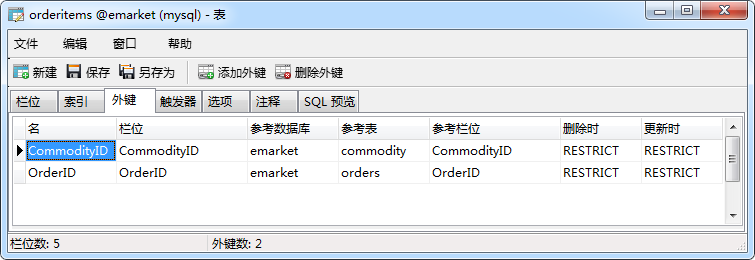 orderitems @emarket (mysql) - 表
文件 编辑 窗口 帮助
新建 保存 另存为 添加外键 删除外键
栏位 索引 外键 触发器 选项 注释 SQL 预览
名 栏位 参考数据库 参考表 参考栏位 删除时 更新时
CommodityID CommodityID emarket commodity CommodityID RESTRICT RESTRICT
OrderID OrderID emarket orders OrderID RESTRICT RESTRICT
栏位数: 5 外键数: 2